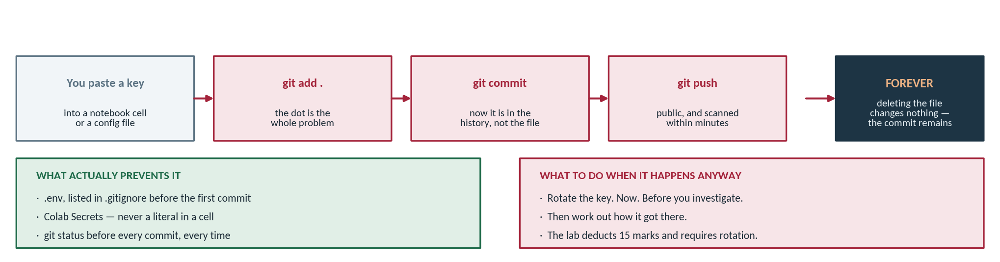 You paste a key
into a notebook cell
or a config file
git add .
the dot is the
whole problem
git commit
now it is in the
history, not the file
git push
public, and scanned
within minutes
FOREVER
deleting the file
changes nothing —
the commit remains
WHAT ACTUALLY PREVENTS IT
· .env, listed in .gitignore before the first commit
· Colab Secrets — never a literal in a cell
· git status before every commit, every time
WHAT TO DO WHEN IT HAPPENS ANYWAY
· Rotate the key. Now. Before you investigate.
· Then work out how it got there.
· The lab deducts 15 marks and requires rotation.